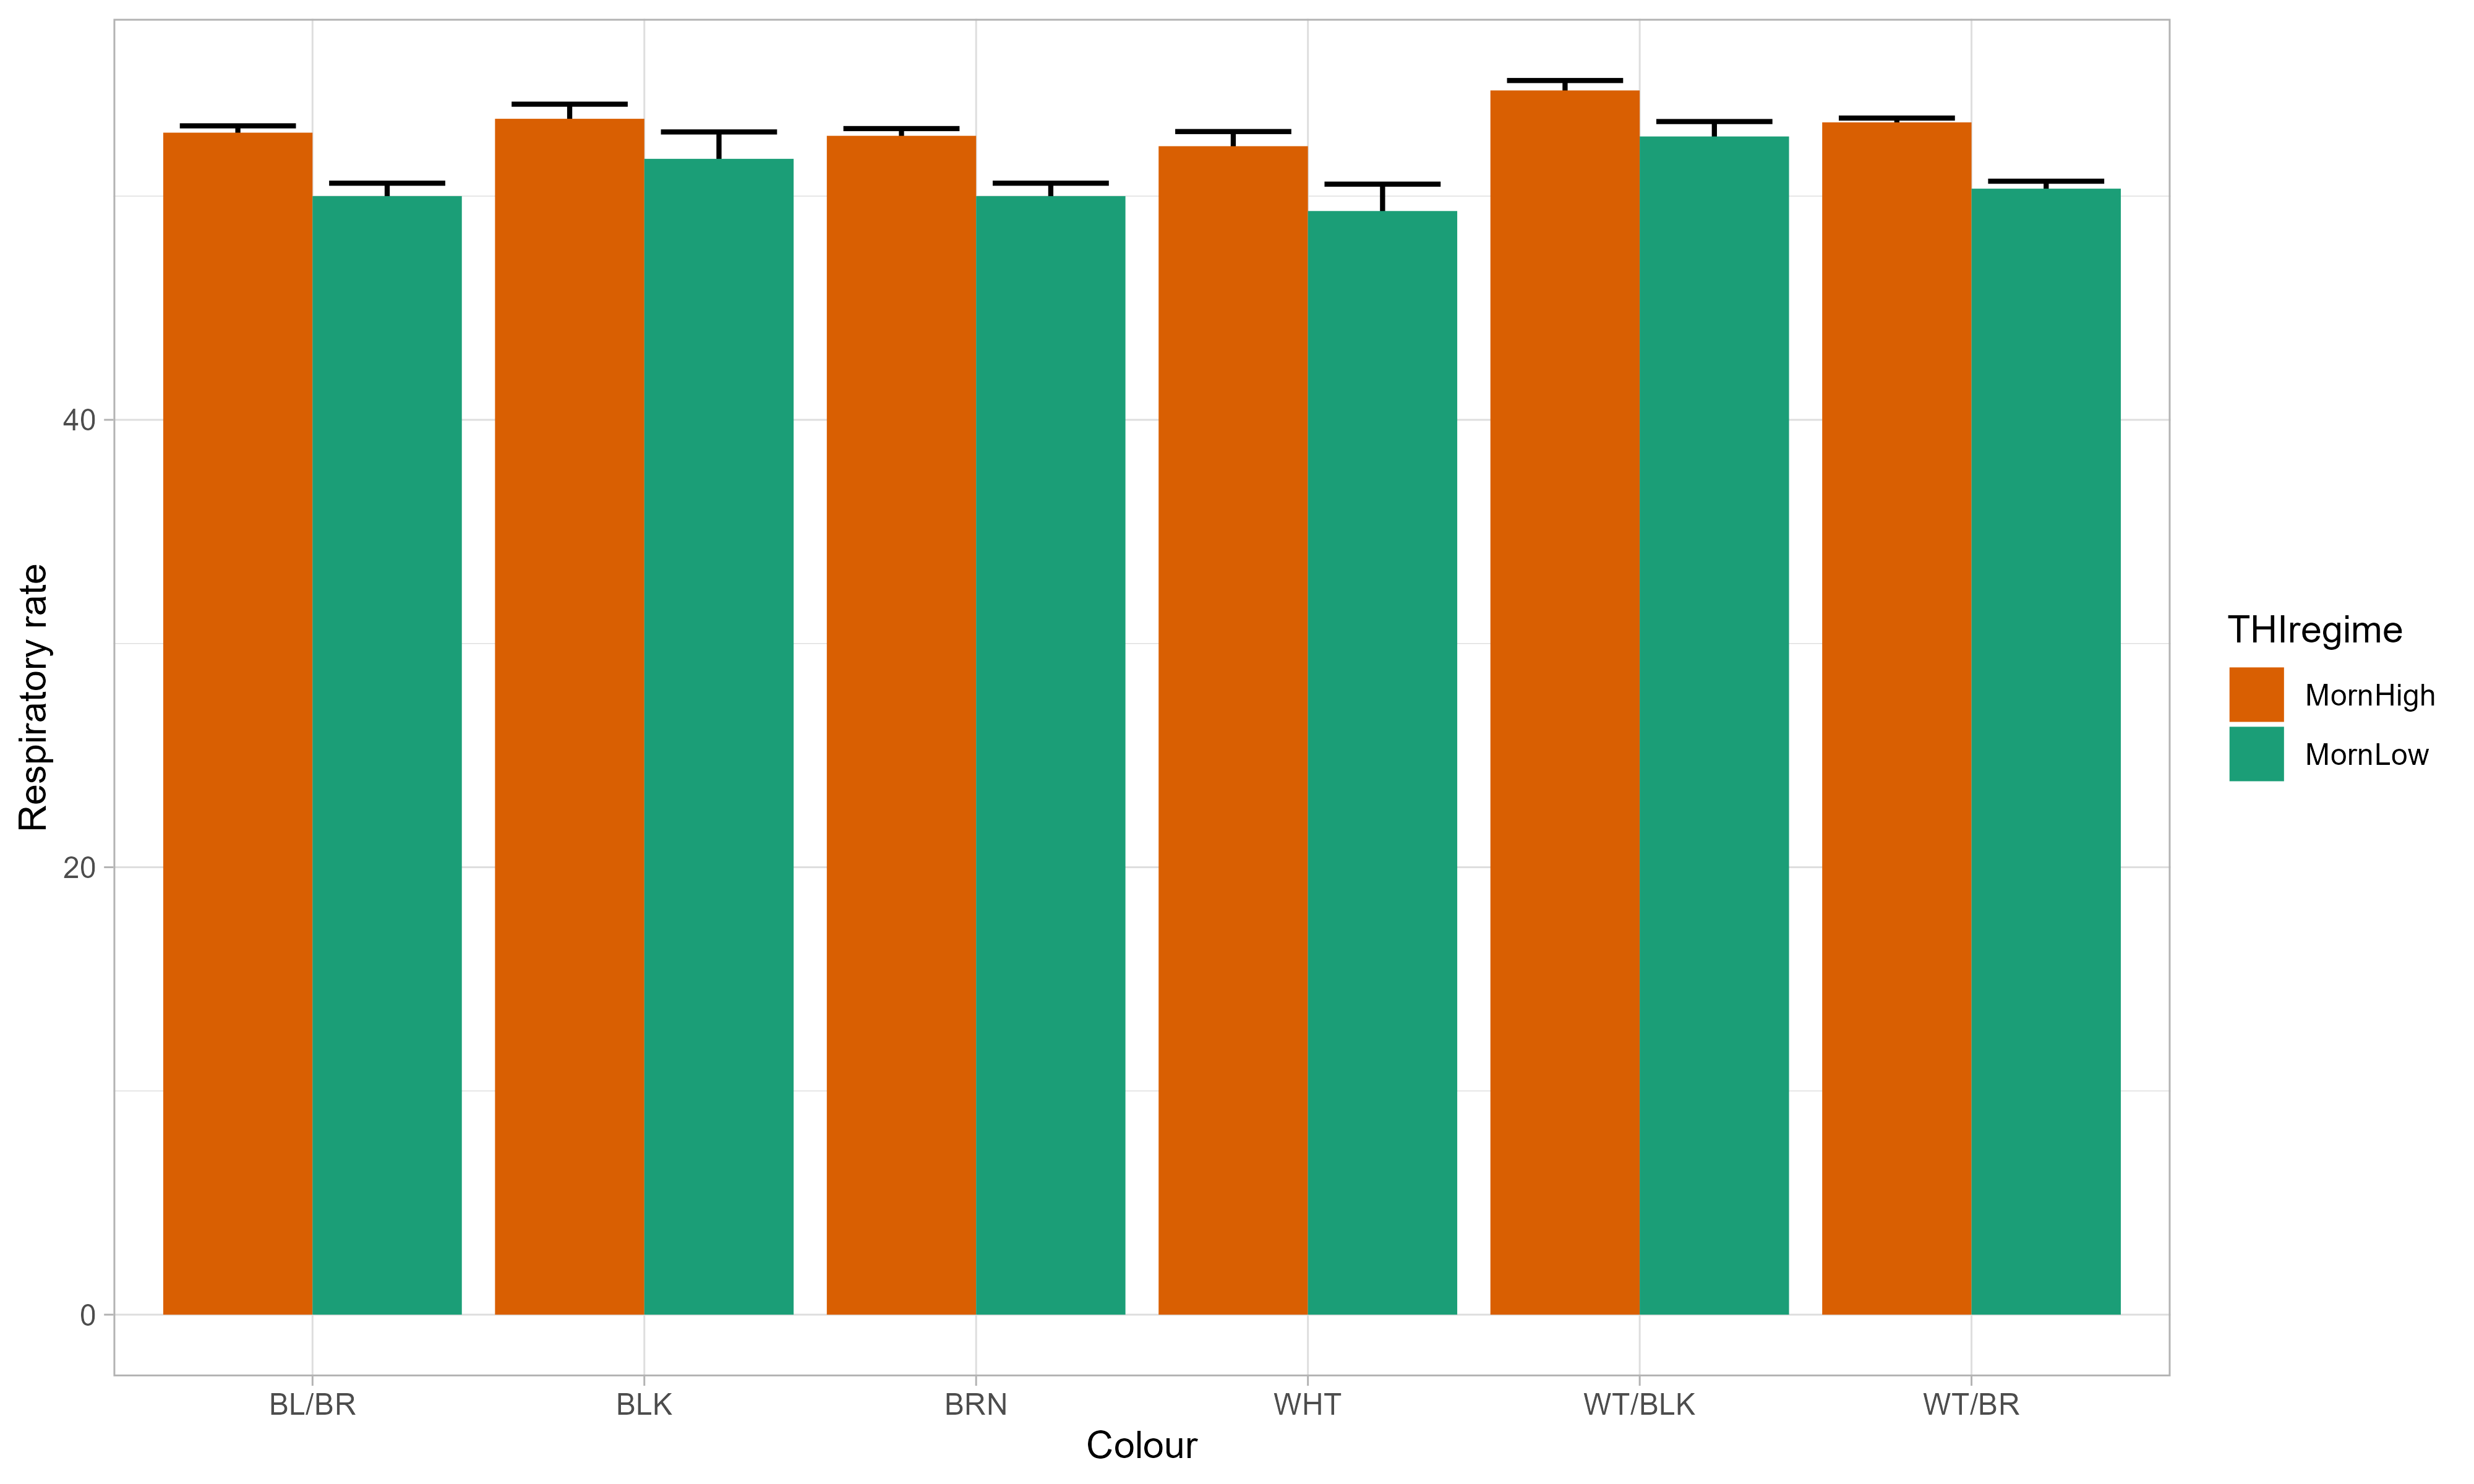 Respiratory rate
40
20
0
BL/BR
BLK
BRN
WHT
WT/BLK
WT/BR
Colour
THIregime
MornHigh
MornLow